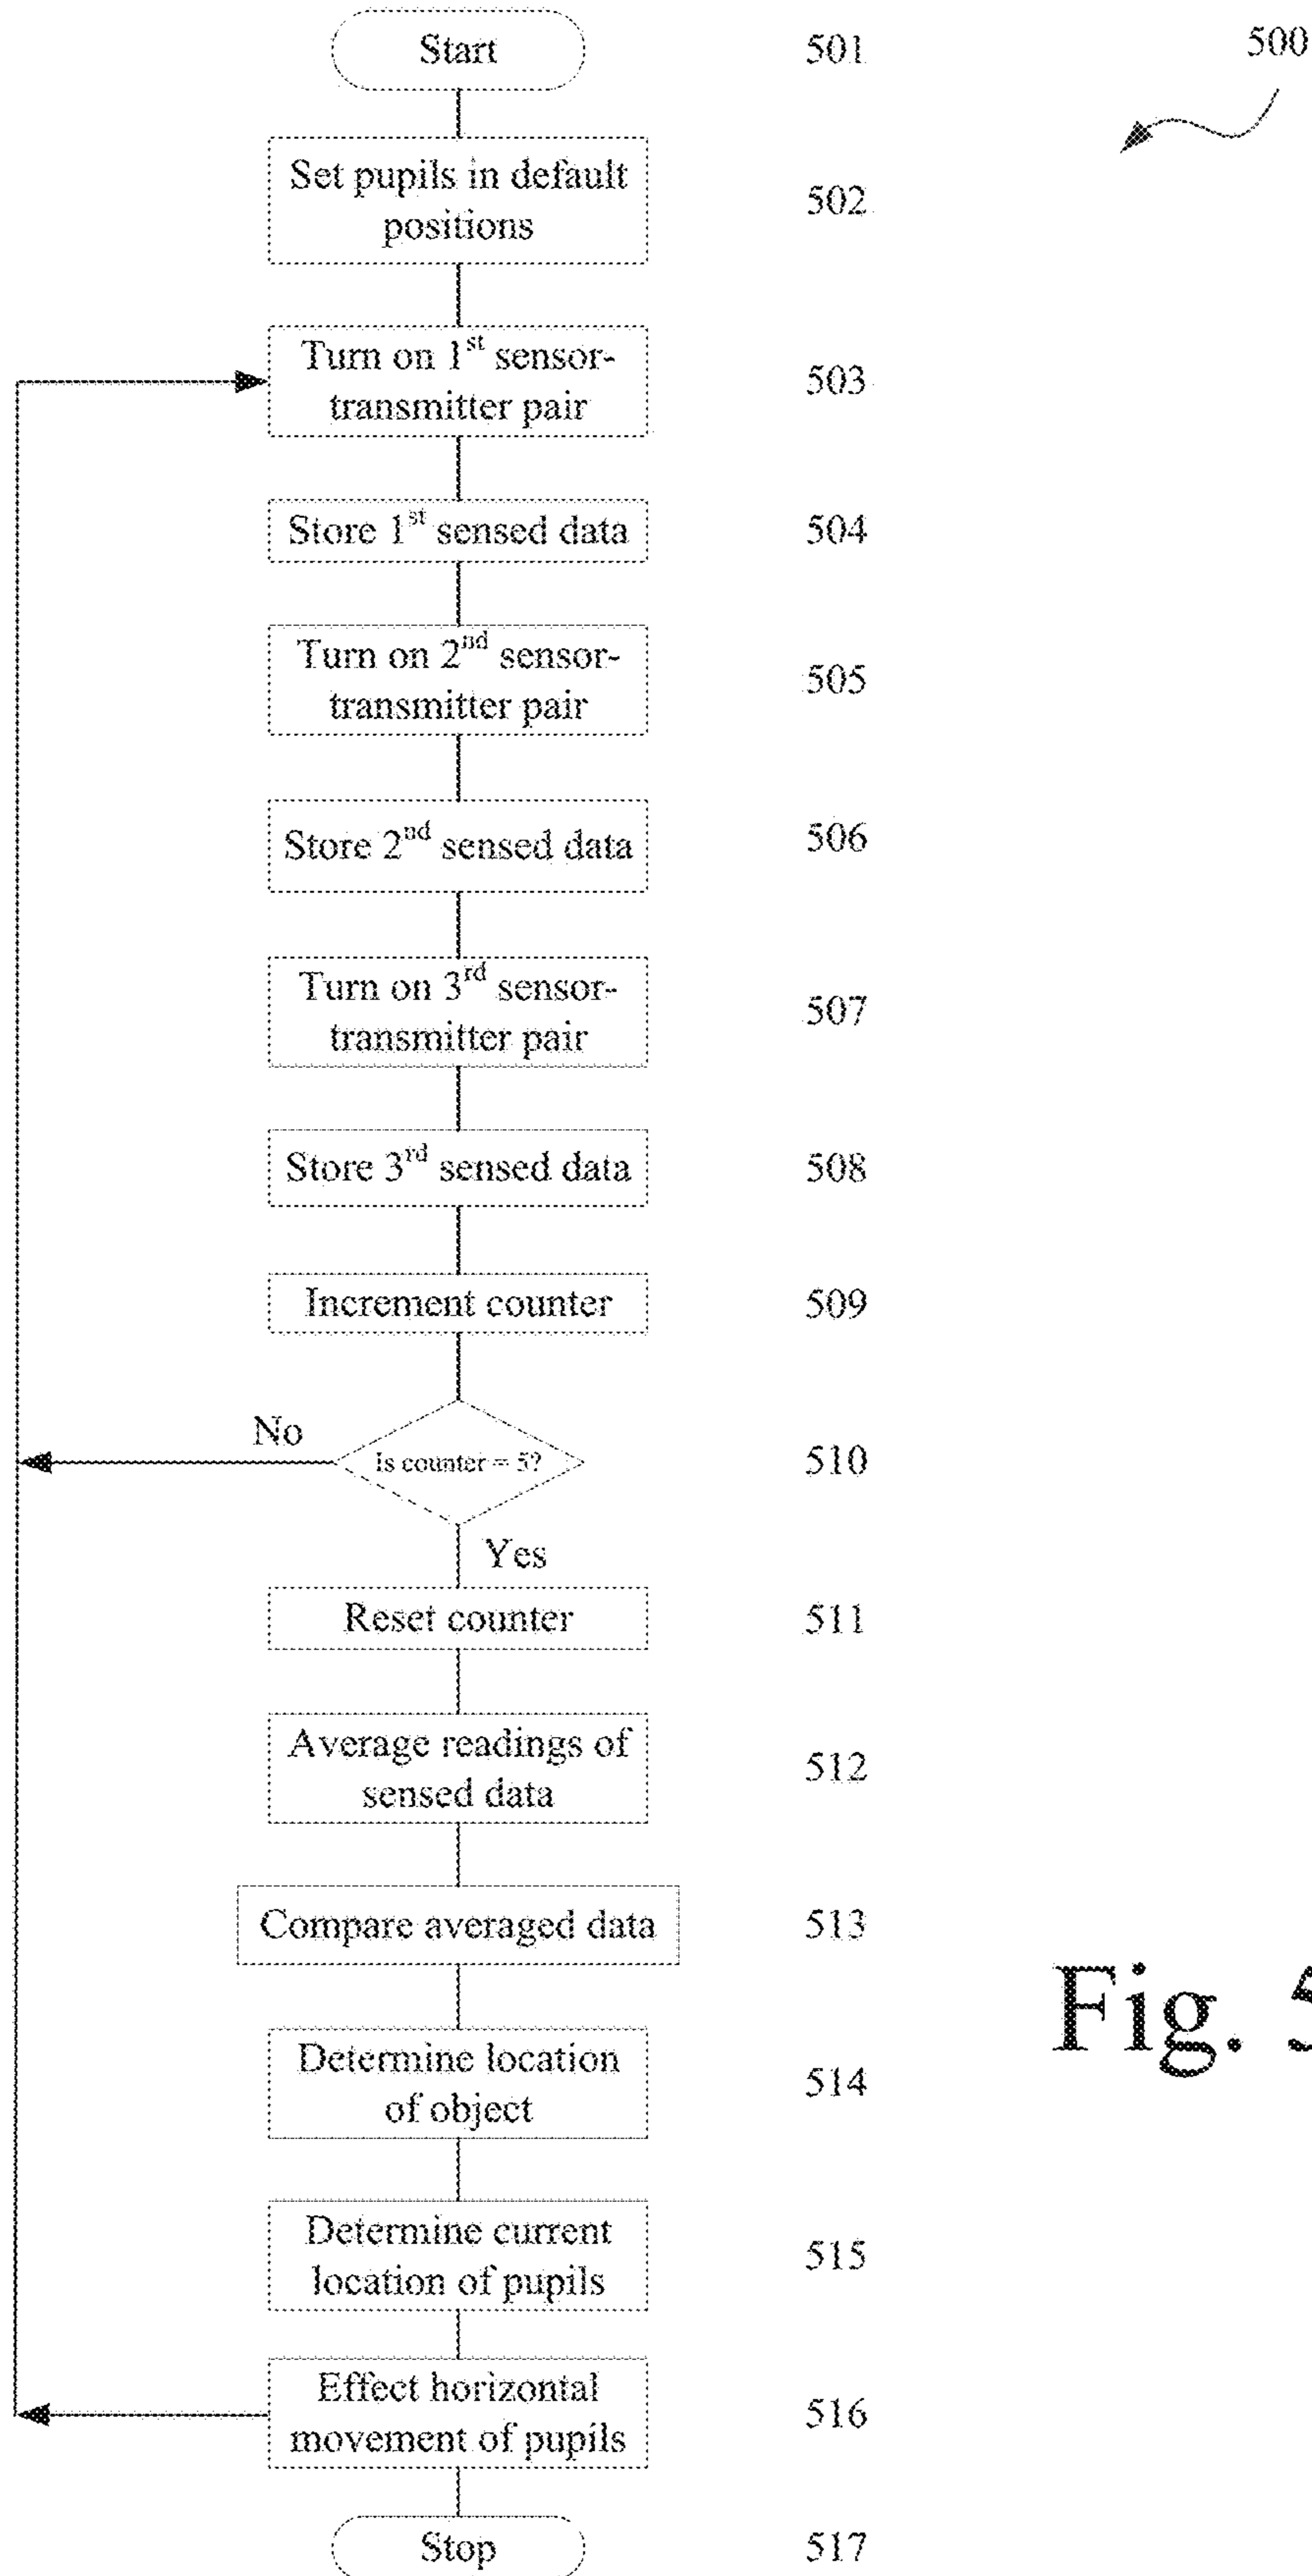 Start 501 500
Set pupils in default
positions
502
Turn on 1st sensor-
transmitter pair
503
Store 1st sensed data 504
Turn on 2nd sensor-
transmitter pair
505
Store 2nd sensed data 506
Turn on 3rd sensor-
transmitter pair
507
Store 3rd sensed data 508
Increment counter 509
No
Is counter = 5? 510
Yes
Reset counter 511
Average readings of
sensed data
512
Compare averaged data 513
Fig. 5
Determine location
of object
514
Determine current
location of pupils
515
Effect horizontal
movement of pupils
516
Stop 517